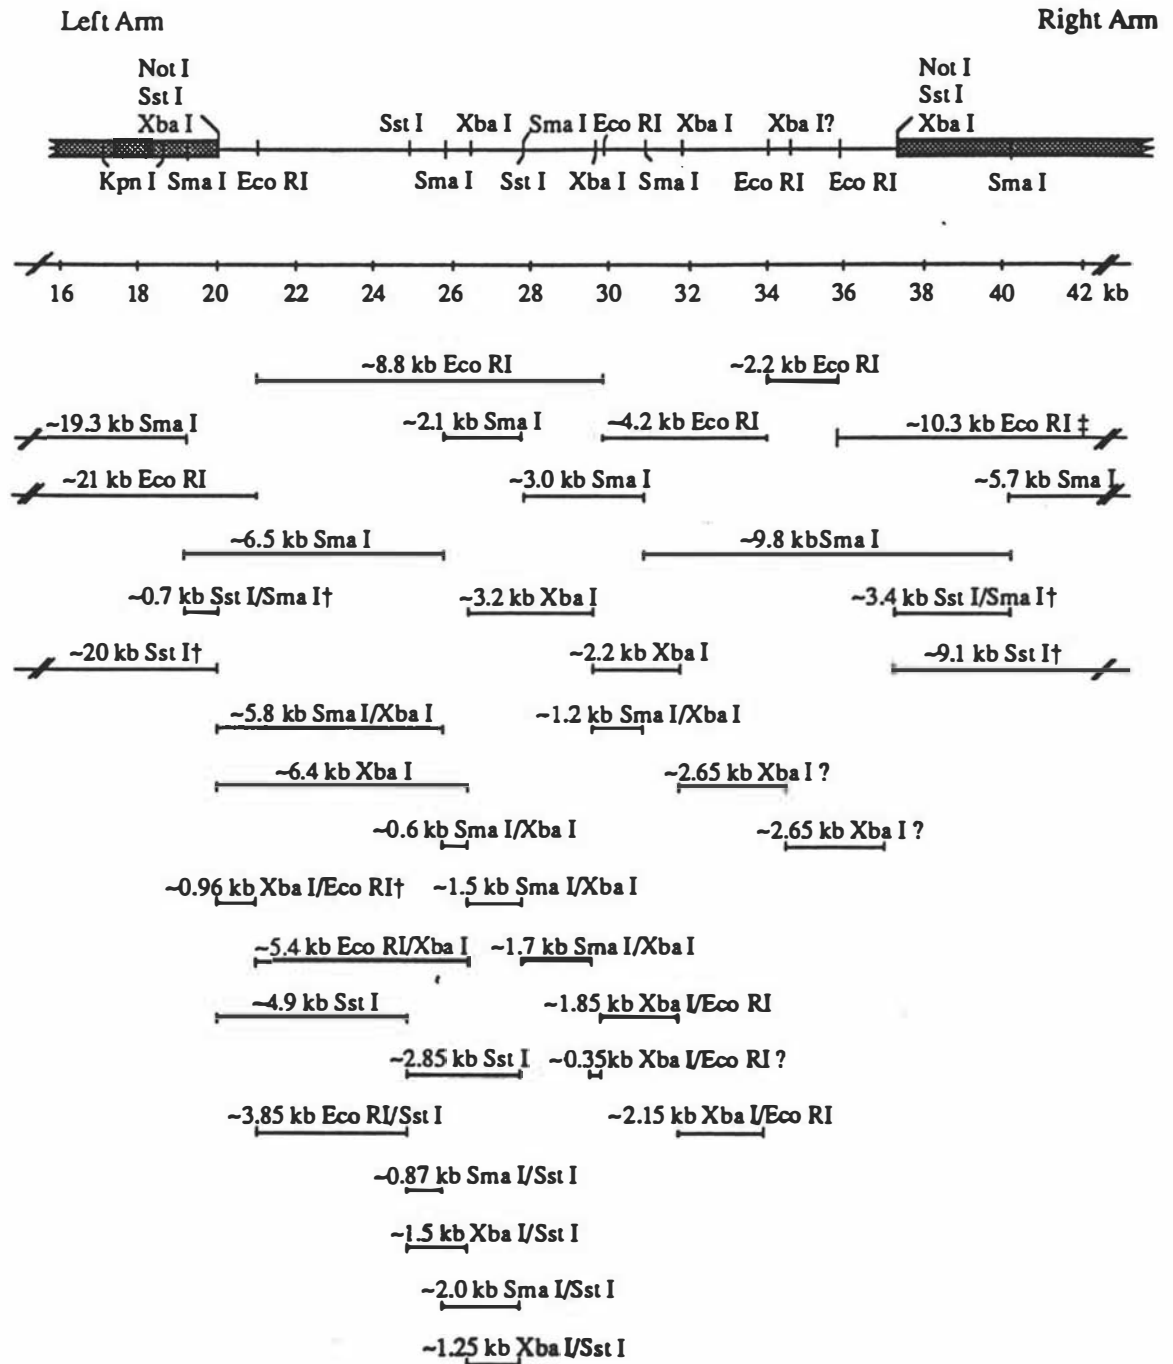 Left Arm Right Arm
Not I Not I
Sst I Sst I
Xba I Sst I Xba I Sma I Eco RI Xba I Xba I? Xba I
Kpn I Sma I Eco RI Sma I Sst I Xba I Sma I Eco RI Eco RI Sma I
16 18 20 22 24 26 28 30 32 34 36 38 40 42 kb
~8.8 kb Eco RI ~2.2 kb Eco RI
~19.3 kb Sma I ~2.1 kb Sma I ~4.2 kb Eco RI ~10.3 kb Eco RI ‡
~21 kb Eco RI ~3.0 kb Sma I ~5.7 kb Sma I
~6.5 kb Sma I ~9.8 kbSma I
~0.7 kb Sst I/Sma I† ~3.2 kb Xba I ~3.4 kb Sst I/Sma I†
~20 kb Sst I† ~2.2 kb Xba I ~9.1 kb Sst I†
~5.8 kb Sma I/Xba I ~1.2 kb Sma I/Xba I
~6.4 kb Xba I ~2.65 kb Xba I ?
~0.6 kb Sma I/Xba I ~2.65 kb Xba I ?
~0.96 kb Xba I/Eco RI† ~1.5 kb Sma I/Xba I
~5.4 kb Eco RI/Xba I ~1.7 kb Sma I/Xba I
~4.9 kb Sst I ~1.85 kb Xba I/Eco RI
~2.85 kb Sst I ~0.35kb Xba I/Eco RI ?
~3.85 kb Eco RI/Sst I ~2.15 kb Xba I/Eco RI
~0.87 kb Sma I/Sst I
~1.5 kb Xba I/Sst I
~2.0 kb Sma I/Sst I
~1.25 kb Xba I/Sst I